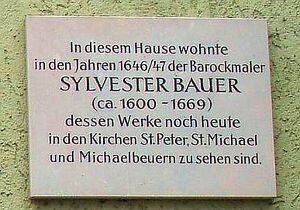 In diesem Hause wohnte
in den Jahren 1646/47 der Barockmaler
SYLVESTER BAUER
(ca. 1600 - 1669)
dessen Werke noch heute
in den Kirchen St. Peter, St. Michael
und Michaelbeuern zu sehen sind.